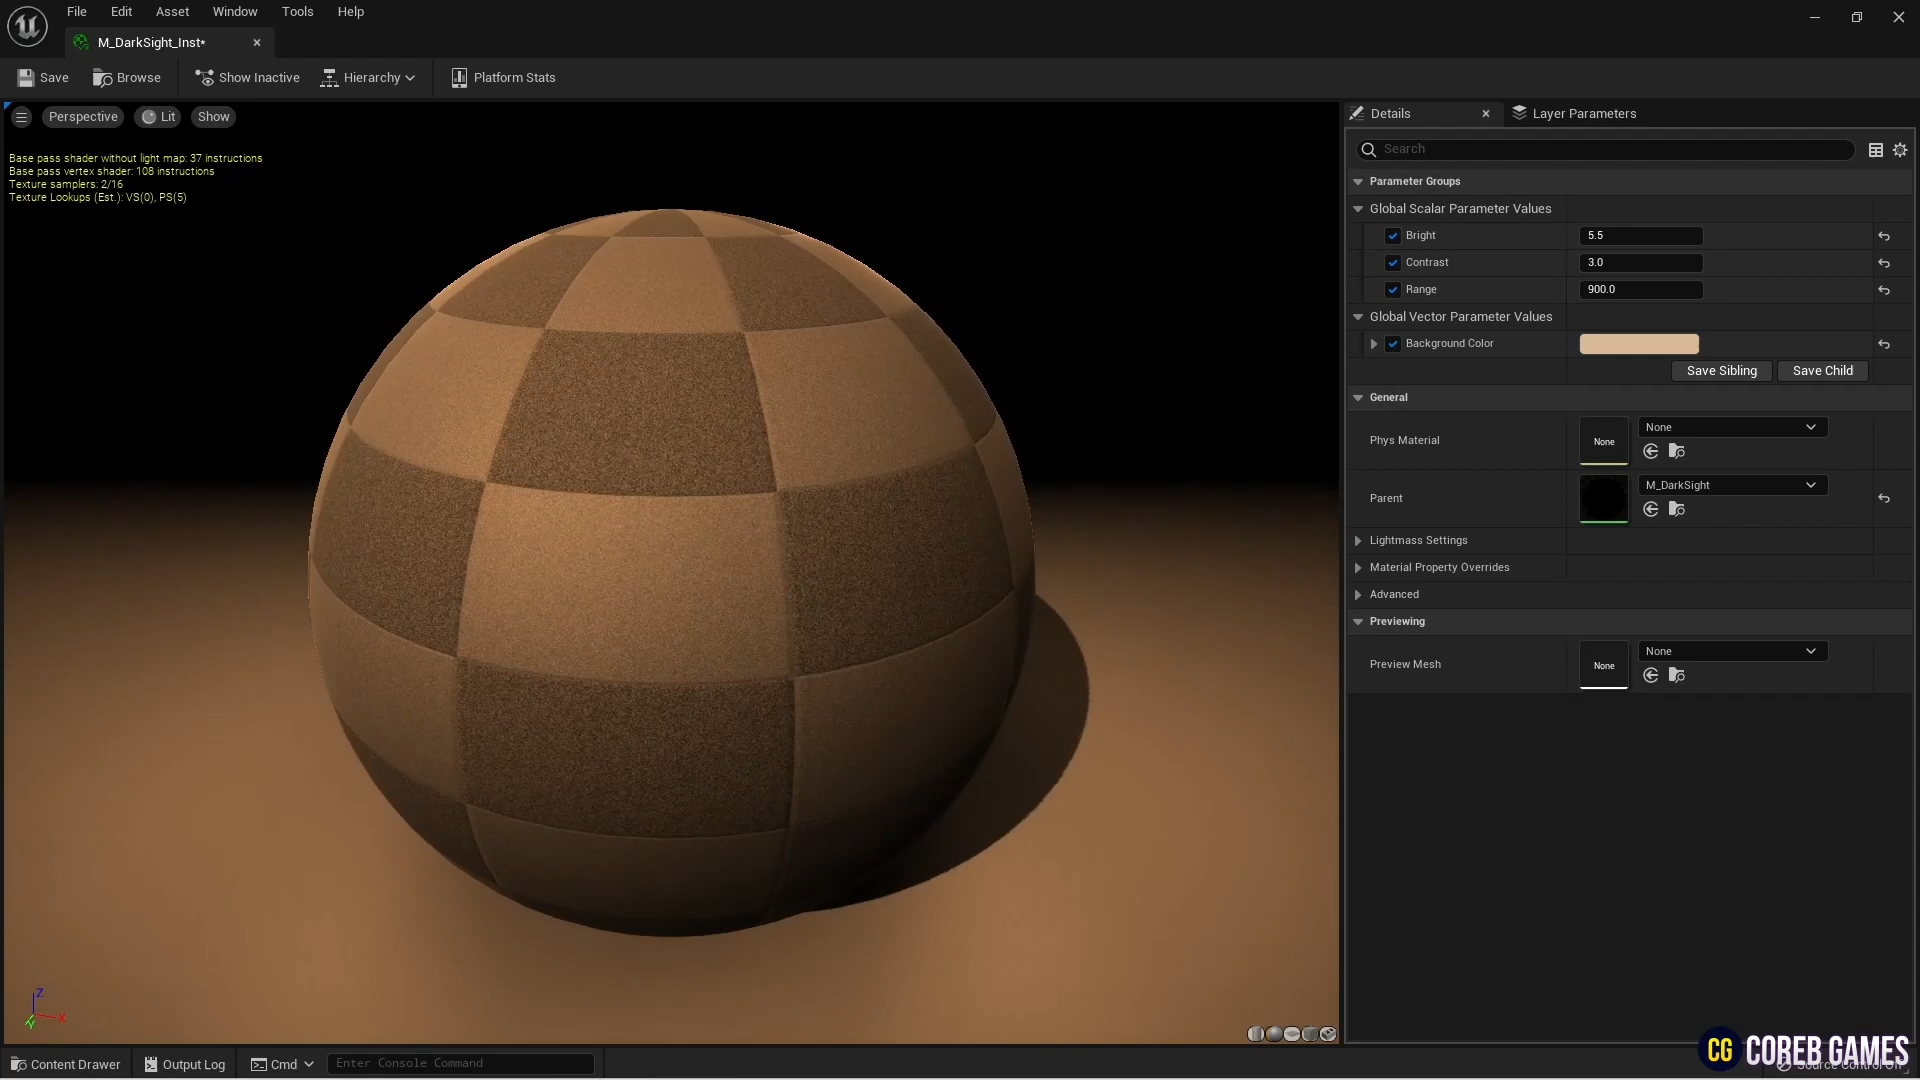 File Edit Asset Window Tools Help
M_DarkSight_Inst*
Save Browse Show Inactive Hierarchy Platform Stats
Perspective Lit Show
Base pass shader without light map: 37 instructions
Base pass vertex shader: 108 instructions
Texture samplers: 2/16
Texture Lookups (Est.): VS(0), PS(5)
Z
X
Y
Details Layer Parameters
Search
Parameter Groups
Global Scalar Parameter Values
Bright 5.5
Contrast 3.0
Range 900.0
Global Vector Parameter Values
Background Color
Save Sibling Save Child
General
Phys Material None None
Parent M_DarkSight
Lightmass Settings
Material Property Overrides
Advanced
Previewing
Preview Mesh None None
Content Drawer Output Log Cmd Enter Console Command
CG COREB GAMES
Source Control Off